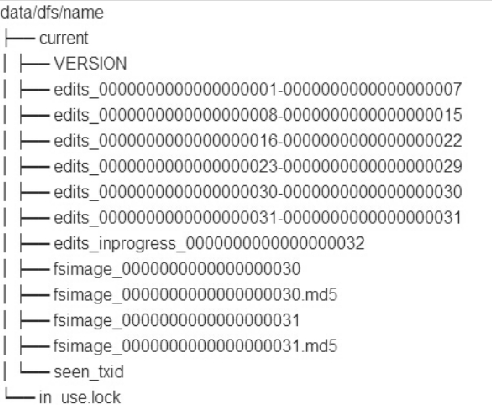 data/dfs/name
├── current
│ ├── VERSION
│ ├── edits_0000000000000000001-0000000000000000007
│ ├── edits_0000000000000000008-0000000000000000015
│ ├── edits_0000000000000000016-0000000000000000022
│ ├── edits_0000000000000000023-0000000000000000029
│ ├── edits_0000000000000000030-0000000000000000030
│ ├── edits_0000000000000000031-0000000000000000031
│ ├── edits_inprogress_0000000000000000032
│ ├── fsimage_0000000000000000030
│ ├── fsimage_0000000000000000030.md5
│ ├── fsimage_0000000000000000031
│ ├── fsimage_0000000000000000031.md5
│ └── seen_txid
└── in_use.lock